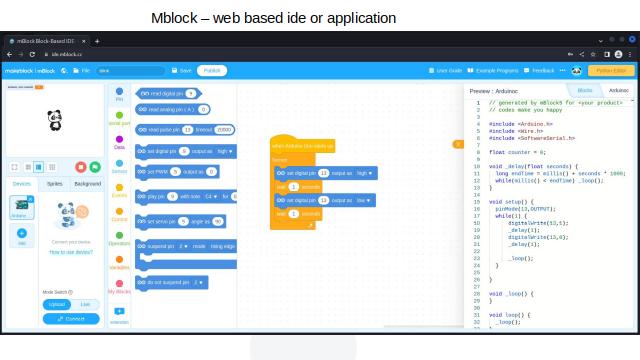 Mblock – web based ide or application
mBlock Block-Based IDE
ide.mblock.cc
makeblock | mBlock
File
Save
Publish
User Guide
Example Programs
Feedback
Python Editor
Devices
Sprites
Background
Arduino
Add
Connect your device
How to use device?
Mode Switch
Upload
Live
Connect
Pin
Serial port
Data
Sensor
Events
Control
Operators
Variables
My Blocks
extension
read digital pin 9
read analog pin (A) 0
read pulse pin 13 timeout 20000
set digital pin 9 output as high
set PWM 5 output as 0
play pin 9 with note C4 for
set servo pin 9 angle as 90
suspend pin 2 mode rising edge
do not suspend pin 2
when Arduino Uno starts up
forever
set digital pin 13 output as high
wait 1 seconds
set digital pin 13 output as low
wait 1 seconds
Preview : Arduinoc
Blocks
Arduinoc
1 // generated by mBlock5 for <your product>
2 // codes make you happy
3
4 #include <Arduino.h>
5 #include <Wire.h>
6 #include <SoftwareSerial.h>
7
8 float counter = 0;
9
10 void _delay(float seconds) {
11 long endTime = millis() + seconds * 1000;
12 while(millis() < endTime) _loop();
13 }
14
15 void setup() {
16 pinMode(13,OUTPUT);
17 while(1) {
18 digitalWrite(13,1);
19 _delay(1);
20 digitalWrite(13,0);
21 _delay(1);
22
23 _loop();
24 }
25
26 }
27
28 void _loop() {
29 }
30
31 void loop() {
32 _loop();